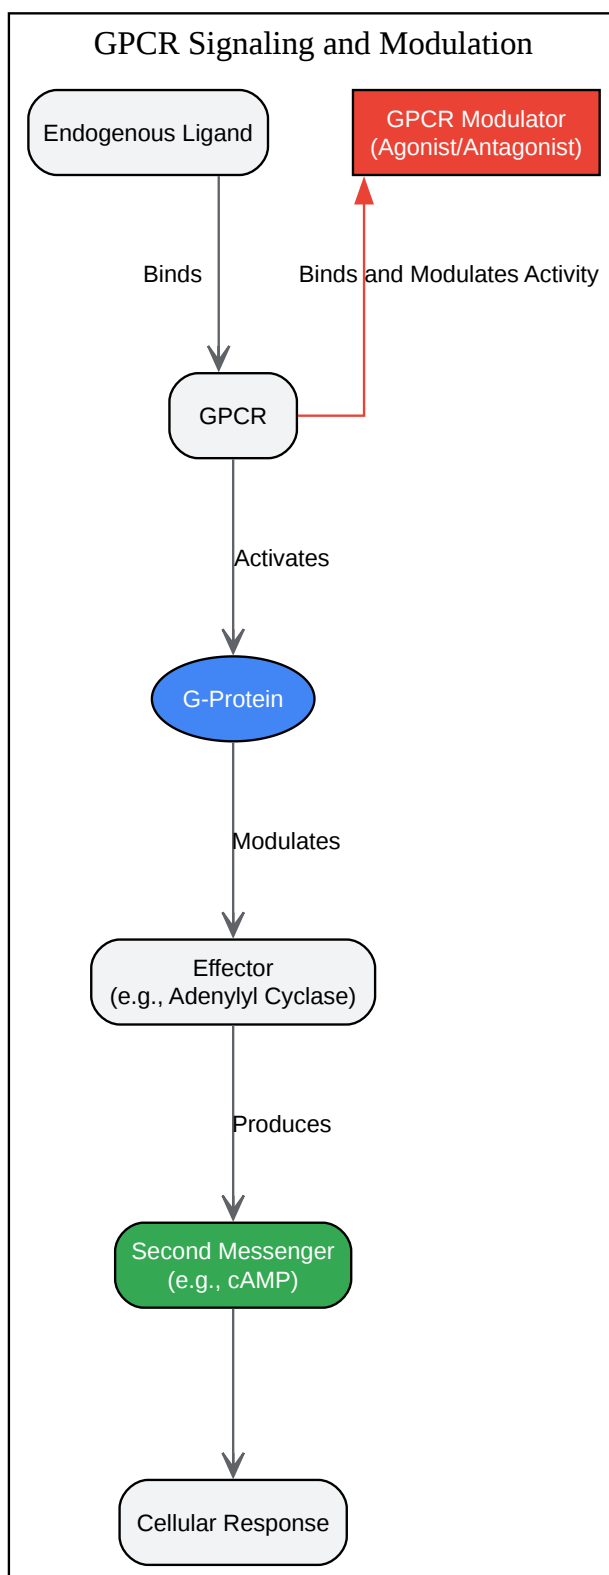 GPCR Signaling and Modulation
Endogenous Ligand
GPCR Modulator
(Agonist/Antagonist)
Binds
Binds and Modulates Activity
GPCR
Activates
G-Protein
Modulates
Effector
(e.g., Adenylyl Cyclase)
Produces
Second Messenger
(e.g., cAMP)
Cellular Response